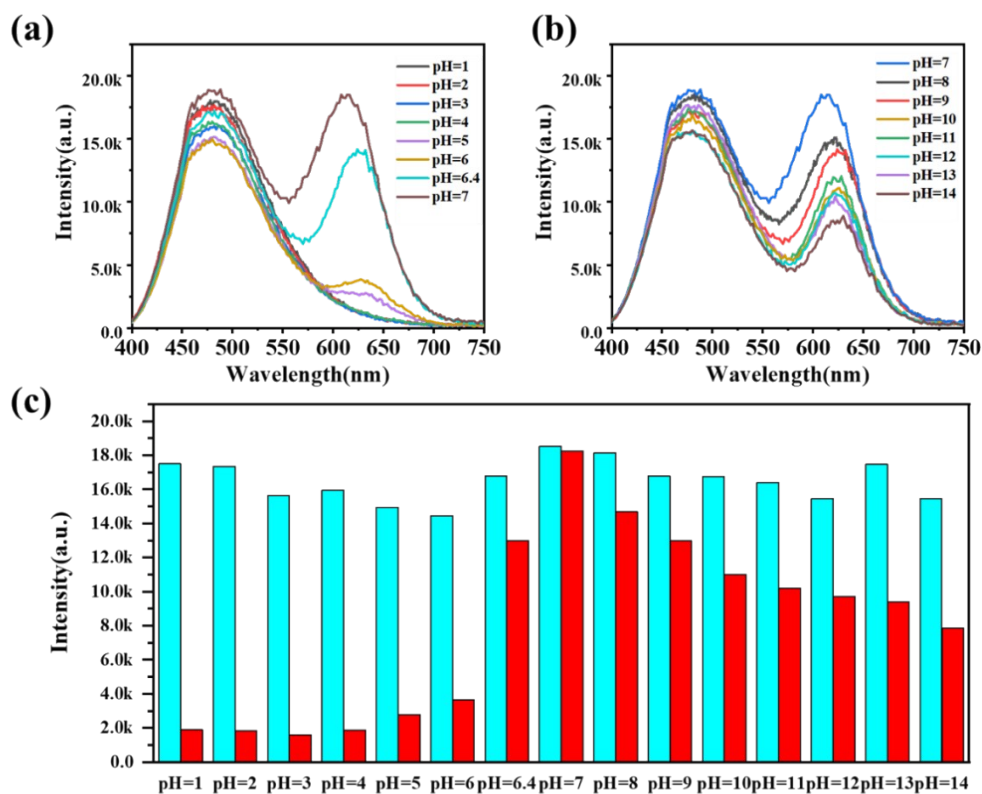 (a)
20.0k
15.0k
10.0k
5.0k
0.0
Intensity(a.u.)
400 450 500 550 600 650 700 750
Wavelength(nm)
pH=1
pH=2
pH=3
pH=4
pH=5
pH=6
pH=6.4
pH=7
(b)
20.0k
15.0k
10.0k
5.0k
0.0
Intensity(a.u.)
400 450 500 550 600 650 700 750
Wavelength(nm)
pH=7
pH=8
pH=9
pH=10
pH=11
pH=12
pH=13
pH=14
(c)
20.0k
18.0k
16.0k
14.0k
12.0k
10.0k
8.0k
6.0k
4.0k
2.0k
0.0
Intensity(a.u.)
pH=1 pH=2 pH=3 pH=4 pH=5 pH=6 pH=6.4 pH=7 pH=8 pH=9 pH=10 pH=11 pH=12 pH=13 pH=14